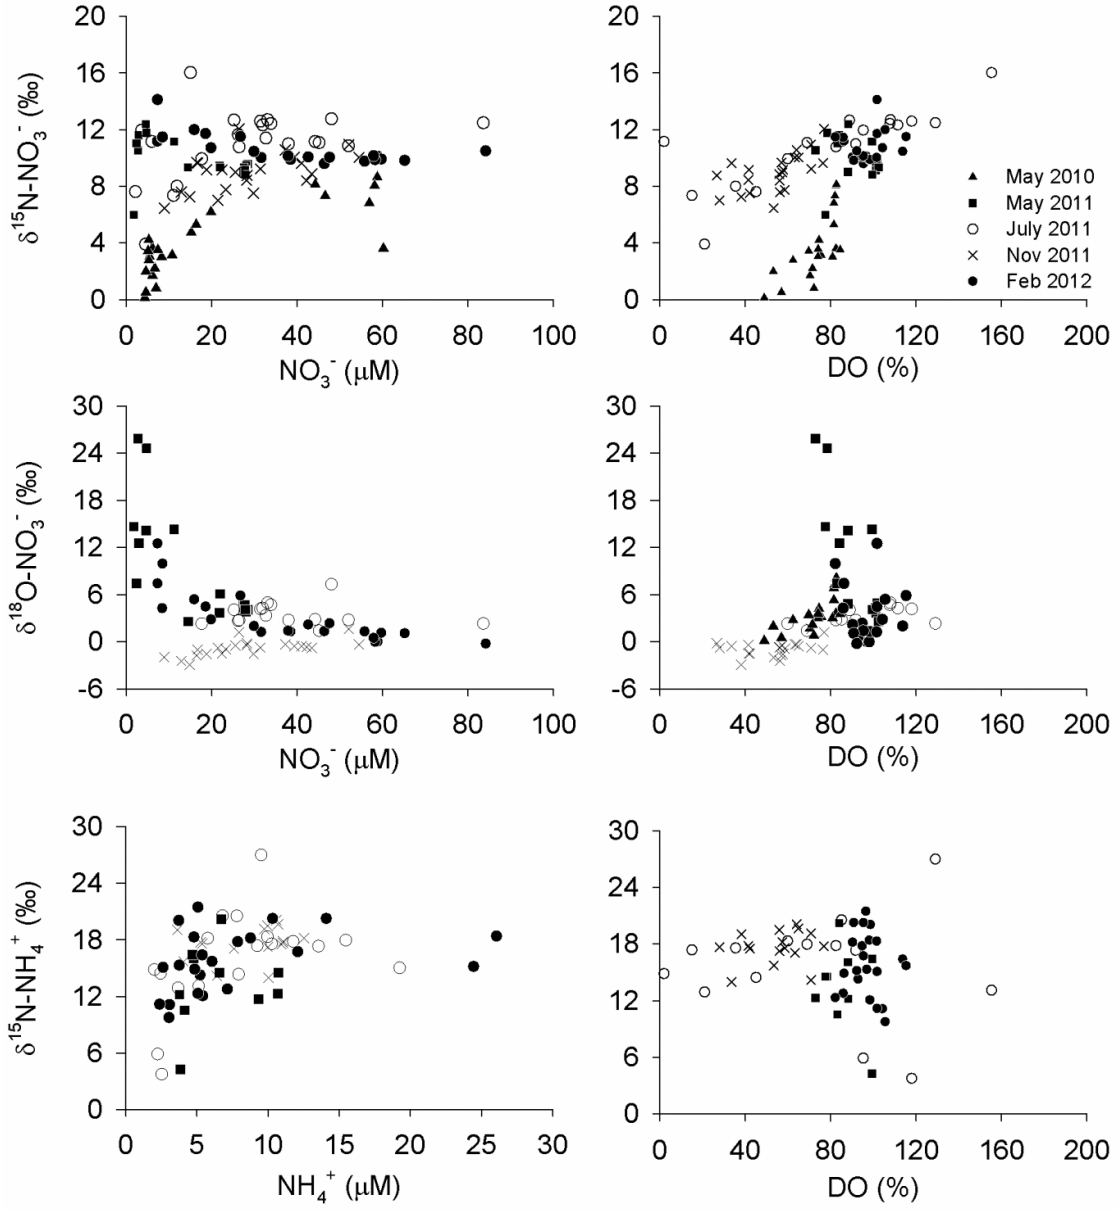 20
16
12
8
4
0
δ¹⁵N-NO₃⁻ (‰)
0 20 40 60 80 100
NO₃⁻ (μM)
20
16
12
8
4
0
May 2010
May 2011
July 2011
Nov 2011
Feb 2012
0 40 80 120 160 200
DO (%)
30
24
18
12
6
0
-6
δ¹⁸O-NO₃⁻ (‰)
0 20 40 60 80 100
NO₃⁻ (μM)
30
24
18
12
6
0
-6
0 40 80 120 160 200
DO (%)
30
24
18
12
6
0
δ¹⁵N-NH₄⁺ (‰)
0 5 10 15 20 25 30
NH₄⁺ (μM)
30
24
18
12
6
0
0 40 80 120 160 200
DO (%)